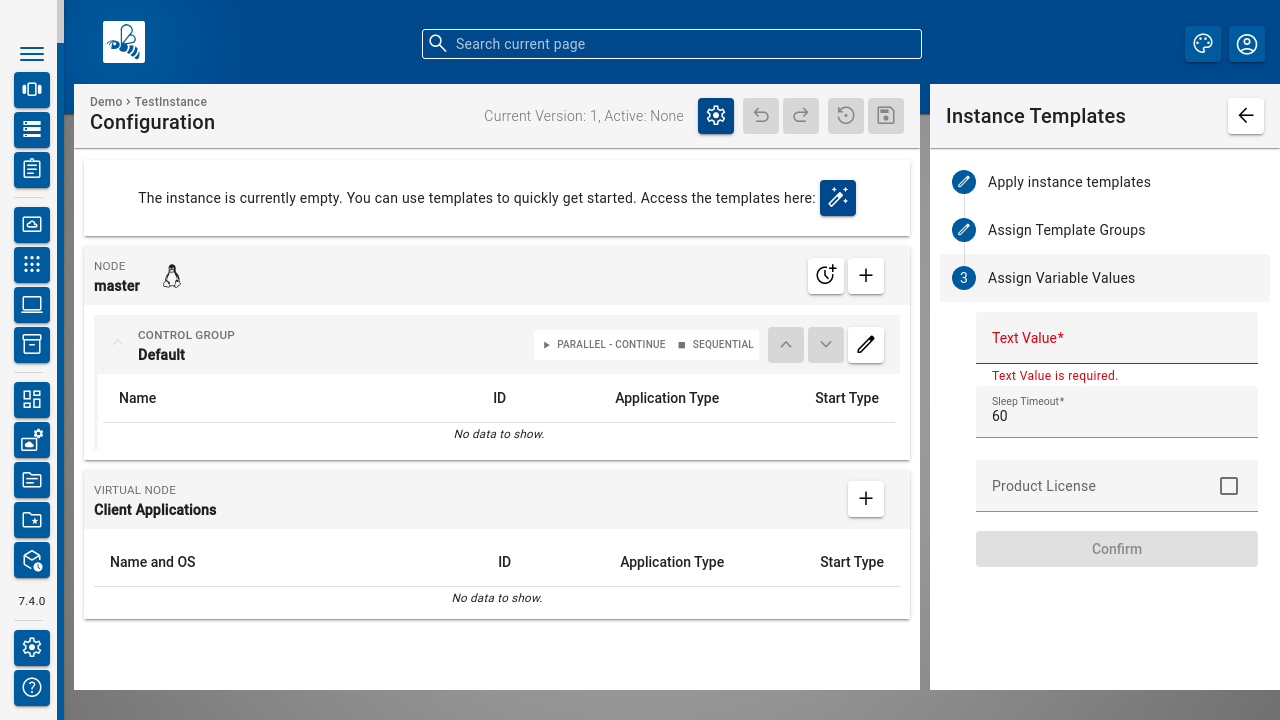 Search current page
Demo › TestInstance
Configuration
Current Version: 1, Active: None
The instance is currently empty. You can use templates to quickly get started. Access the templates here:
NODE
master
CONTROL GROUP
Default
PARALLEL - CONTINUE
SEQUENTIAL
Name
ID
Application Type
Start Type
No data to show.
VIRTUAL NODE
Client Applications
Name and OS
ID
Application Type
Start Type
No data to show.
7.4.0
Instance Templates
Apply instance templates
Assign Template Groups
3
Assign Variable Values
Text Value*
Text Value is required.
Sleep Timeout*
60
Product License
Confirm